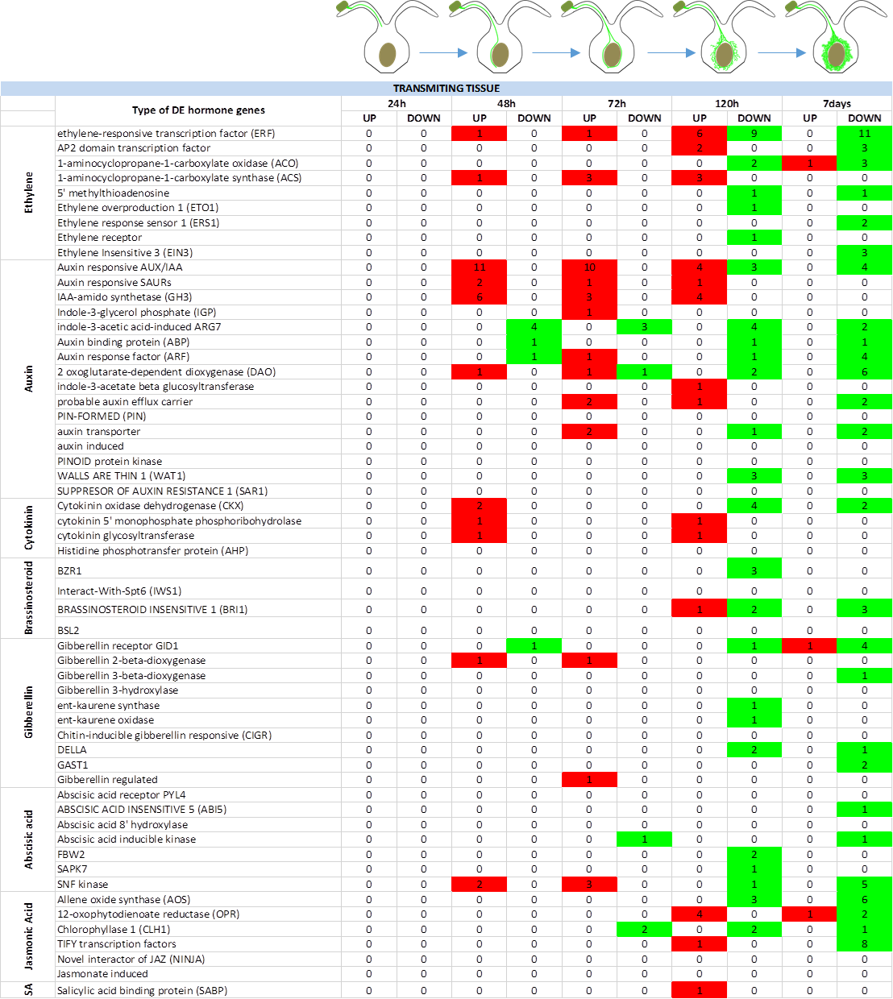 TRANSMITING TISSUE
Type of DE hormone genes 24h 48h 72h 120h 7days
UP DOWN UP DOWN UP DOWN UP DOWN UP DOWN
Ethylene
ethylene-responsive transcription factor (ERF) 0 0 1 0 1 0 6 9 0 11
AP2 domain transcription factor 0 0 0 0 0 0 2 0 0 3
1-aminocyclopropane-1-carboxylate oxidase (ACO) 0 0 0 0 0 0 0 2 1 3
1-aminocyclopropane-1-carboxylate synthase (ACS) 0 0 1 0 3 0 3 0 0 0
5' methylthioadenosine 0 0 0 0 0 0 0 1 0 1
Ethylene overproduction 1 (ETO1) 0 0 0 0 0 0 0 1 0 0
Ethylene response sensor 1 (ERS1) 0 0 0 0 0 0 0 0 0 2
Ethylene receptor 0 0 0 0 0 0 0 1 0 0
Ethylene Insensitive 3 (EIN3) 0 0 0 0 0 0 0 0 0 3
Auxin
Auxin responsive AUX/IAA 0 0 11 0 10 0 4 3 0 4
Auxin responsive SAURs 0 0 2 0 1 0 1 0 0 0
IAA-amido synthetase (GH3) 0 0 6 0 3 0 4 0 0 0
Indole-3-glycerol phosphate (IGP) 0 0 0 0 1 0 0 0 0 0
indole-3-acetic acid-induced ARG7 0 0 0 4 0 3 0 4 0 2
Auxin binding protein (ABP) 0 0 0 1 0 0 0 1 0 1
Auxin response factor (ARF) 0 0 0 1 1 0 0 1 0 4
2 oxoglutarate-dependent dioxygenase (DAO) 0 0 1 0 1 1 0 2 0 6
indole-3-acetate beta glucosyltransferase 0 0 0 0 0 0 1 0 0 0
probable auxin efflux carrier 0 0 0 0 2 0 1 0 0 2
PIN-FORMED (PIN) 0 0 0 0 0 0 0 0 0 0
auxin transporter 0 0 0 0 2 0 0 1 0 2
auxin induced 0 0 0 0 0 0 0 0 0 0
PINOID protein kinase 0 0 0 0 0 0 0 0 0 0
WALLS ARE THIN 1 (WAT1) 0 0 0 0 0 0 0 3 0 3
SUPPRESOR OF AUXIN RESISTANCE 1 (SAR1) 0 0 0 0 0 0 0 0 0 0
Cytokinin
Cytokinin oxidase dehydrogenase (CKX) 0 0 2 0 0 0 0 4 0 2
cytokinin 5' monophosphate phosphoribohydrolase 0 0 1 0 0 0 1 0 0 0
cytokinin glycosyltransferase 0 0 1 0 0 0 1 0 0 0
Histidine phosphotransfer protein (AHP) 0 0 0 0 0 0 0 0 0 0
Brassinosteroid
BZR1 0 0 0 0 0 0 0 3 0 0
Interact-With-Spt6 (IWS1) 0 0 0 0 0 0 0 0 0 0
BRASSINOSTEROID INSENSITIVE 1 (BRI1) 0 0 0 0 0 0 1 2 0 3
BSL2 0 0 0 0 0 0 0 0 0 0
Gibberellin
Gibberellin receptor GID1 0 0 0 1 0 0 0 1 1 4
Gibberellin 2-beta-dioxygenase 0 0 1 0 1 0 0 0 0 0
Gibberellin 3-beta-dioxygenase 0 0 0 0 0 0 0 0 0 1
Gibberellin 3-hydroxylase 0 0 0 0 0 0 0 0 0 0
ent-kaurene synthase 0 0 0 0 0 0 0 1 0 0
ent-kaurene oxidase 0 0 0 0 0 0 0 1 0 0
Chitin-inducible gibberellin responsive (CIGR) 0 0 0 0 0 0 0 0 0 0
DELLA 0 0 0 0 0 0 0 2 0 1
GAST1 0 0 0 0 0 0 0 0 0 2
Gibberellin regulated 0 0 0 0 1 0 0 0 0 0
Abscisic acid
Abscisic acid receptor PYL4 0 0 0 0 0 0 0 0 0 0
ABSCISIC ACID INSENSITIVE 5 (ABI5) 0 0 0 0 0 0 0 0 0 1
Abscisic acid 8' hydroxylase 0 0 0 0 0 0 0 0 0 0
Abscisic acid inducible kinase 0 0 0 0 0 1 0 0 0 1
FBW2 0 0 0 0 0 0 0 2 0 0
SAPK7 0 0 0 0 0 0 0 1 0 0
SNF kinase 0 0 2 0 3 0 0 1 0 5
Jasmonic Acid
Allene oxide synthase (AOS) 0 0 0 0 0 0 0 3 0 6
12-oxophytodienoate reductase (OPR) 0 0 0 0 0 0 4 0 1 2
Chlorophyllase 1 (CLH1) 0 0 0 0 0 2 0 2 0 1
TIFY transcription factors 0 0 0 0 0 0 1 0 0 8
Novel interactor of JAZ (NINJA) 0 0 0 0 0 0 0 0 0 0
Jasmonate induced 0 0 0 0 0 0 0 0 0 0
SA
Salicylic acid binding protein (SABP) 0 0 0 0 0 0 1 0 0 0